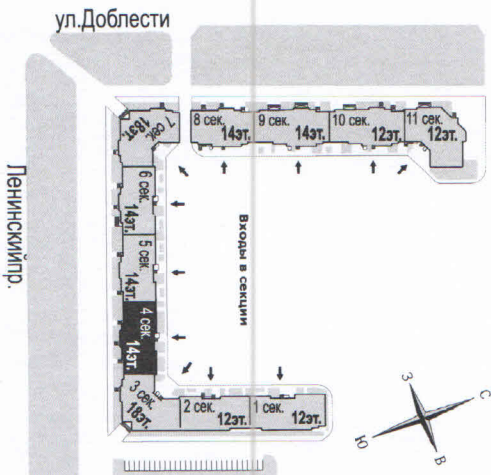 ул.Доблести
Ленинскийпр.
7 сек.
18эт.
8 сек.
14эт.
9 сек.
14эт.
10 сек.
12эт.
11 сек.
12эт.
6 сек.
14эт.
5 сек.
14эт.
4 сек.
14эт.
3 сек.
18эт.
2 сек.
12эт.
1 сек.
12эт.
Входы в секции
З
С
Ю
В